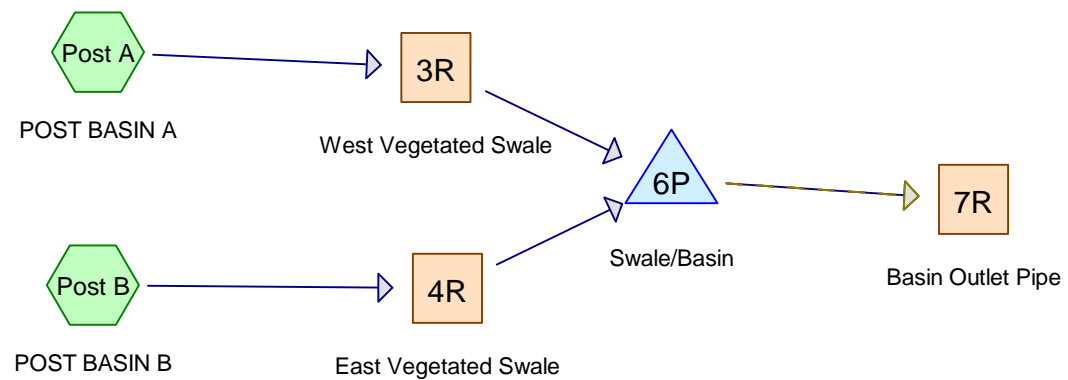 Post A
POST BASIN A
3R
West Vegetated Swale
6P
Swale/Basin
7R
Basin Outlet Pipe
Post B
POST BASIN B
4R
East Vegetated Swale